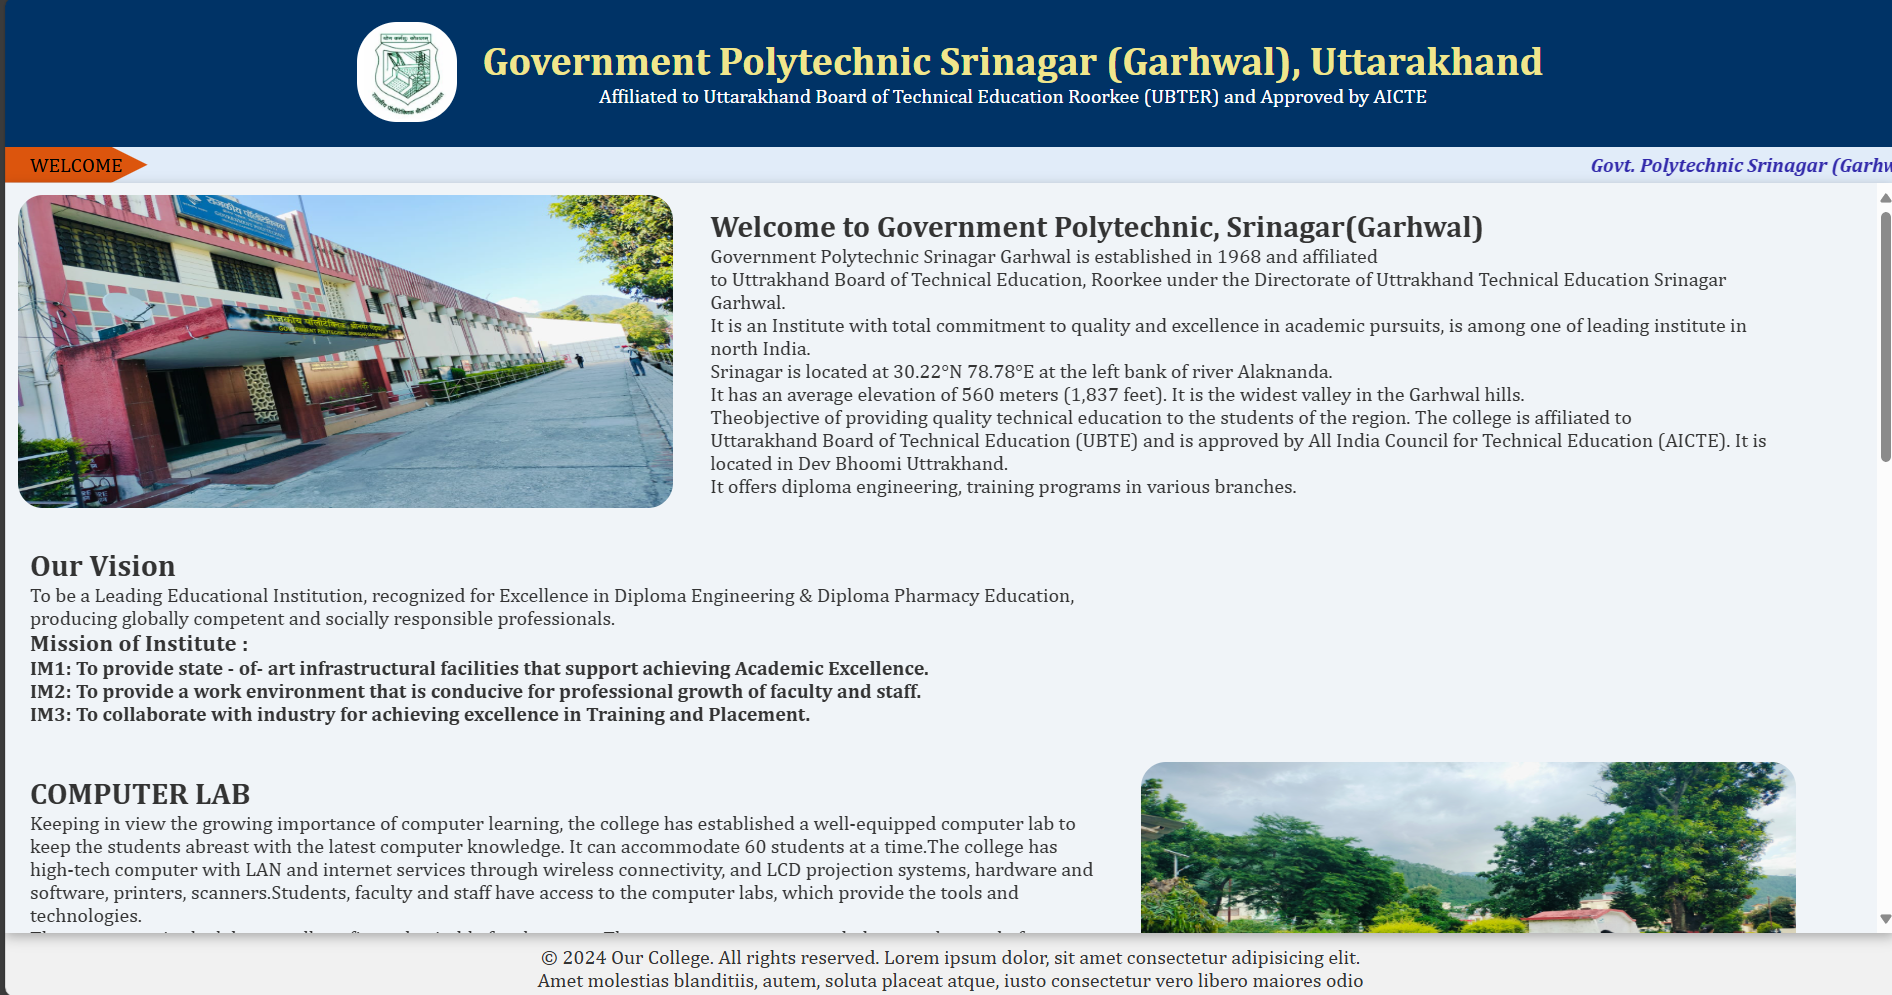 योगः कर्मसु कौशलम्
राजकीय पॉलीटेक्निक श्रीनगर गढ़वाल
Government Polytechnic Srinagar (Garhwal), Uttarakhand
Affiliated to Uttarakhand Board of Technical Education Roorkee (UBTER) and Approved by AICTE
WELCOME
Govt. Polytechnic Srinagar (Garhw
राजकीय पॉलिटेक्निक
GOVERNMENT POLYTECHNIC
राजकीय पॉलीटेक्निक, श्रीनगर गढ़वाल
GOVERNMENT POLYTECHNIC, SRINAGAR GARHWAL
Welcome to Government Polytechnic, Srinagar(Garhwal)
Government Polytechnic Srinagar Garhwal is established in 1968 and affiliated
to Uttrakhand Board of Technical Education, Roorkee under the Directorate of Uttrakhand Technical Education Srinagar
Garhwal.
It is an Institute with total commitment to quality and excellence in academic pursuits, is among one of leading institute in
north India.
Srinagar is located at 30.22°N 78.78°E at the left bank of river Alaknanda.
It has an average elevation of 560 meters (1,837 feet). It is the widest valley in the Garhwal hills.
Theobjective of providing quality technical education to the students of the region. The college is affiliated to
Uttarakhand Board of Technical Education (UBTE) and is approved by All India Council for Technical Education (AICTE). It is
located in Dev Bhoomi Uttrakhand.
It offers diploma engineering, training programs in various branches.
Our Vision
To be a Leading Educational Institution, recognized for Excellence in Diploma Engineering & Diploma Pharmacy Education,
producing globally competent and socially responsible professionals.
Mission of Institute :
IM1: To provide state - of- art infrastructural facilities that support achieving Academic Excellence.
IM2: To provide a work environment that is conducive for professional growth of faculty and staff.
IM3: To collaborate with industry for achieving excellence in Training and Placement.
COMPUTER LAB
Keeping in view the growing importance of computer learning, the college has established a well-equipped computer lab to
keep the students abreast with the latest computer knowledge. It can accommodate 60 students at a time.The college has
high-tech computer with LAN and internet services through wireless connectivity, and LCD projection systems, hardware and
software, printers, scanners.Students, faculty and staff have access to the computer labs, which provide the tools and
technologies.
© 2024 Our College. All rights reserved. Lorem ipsum dolor, sit amet consectetur adipisicing elit.
Amet molestias blanditiis, autem, soluta placeat atque, iusto consectetur vero libero maiores odio